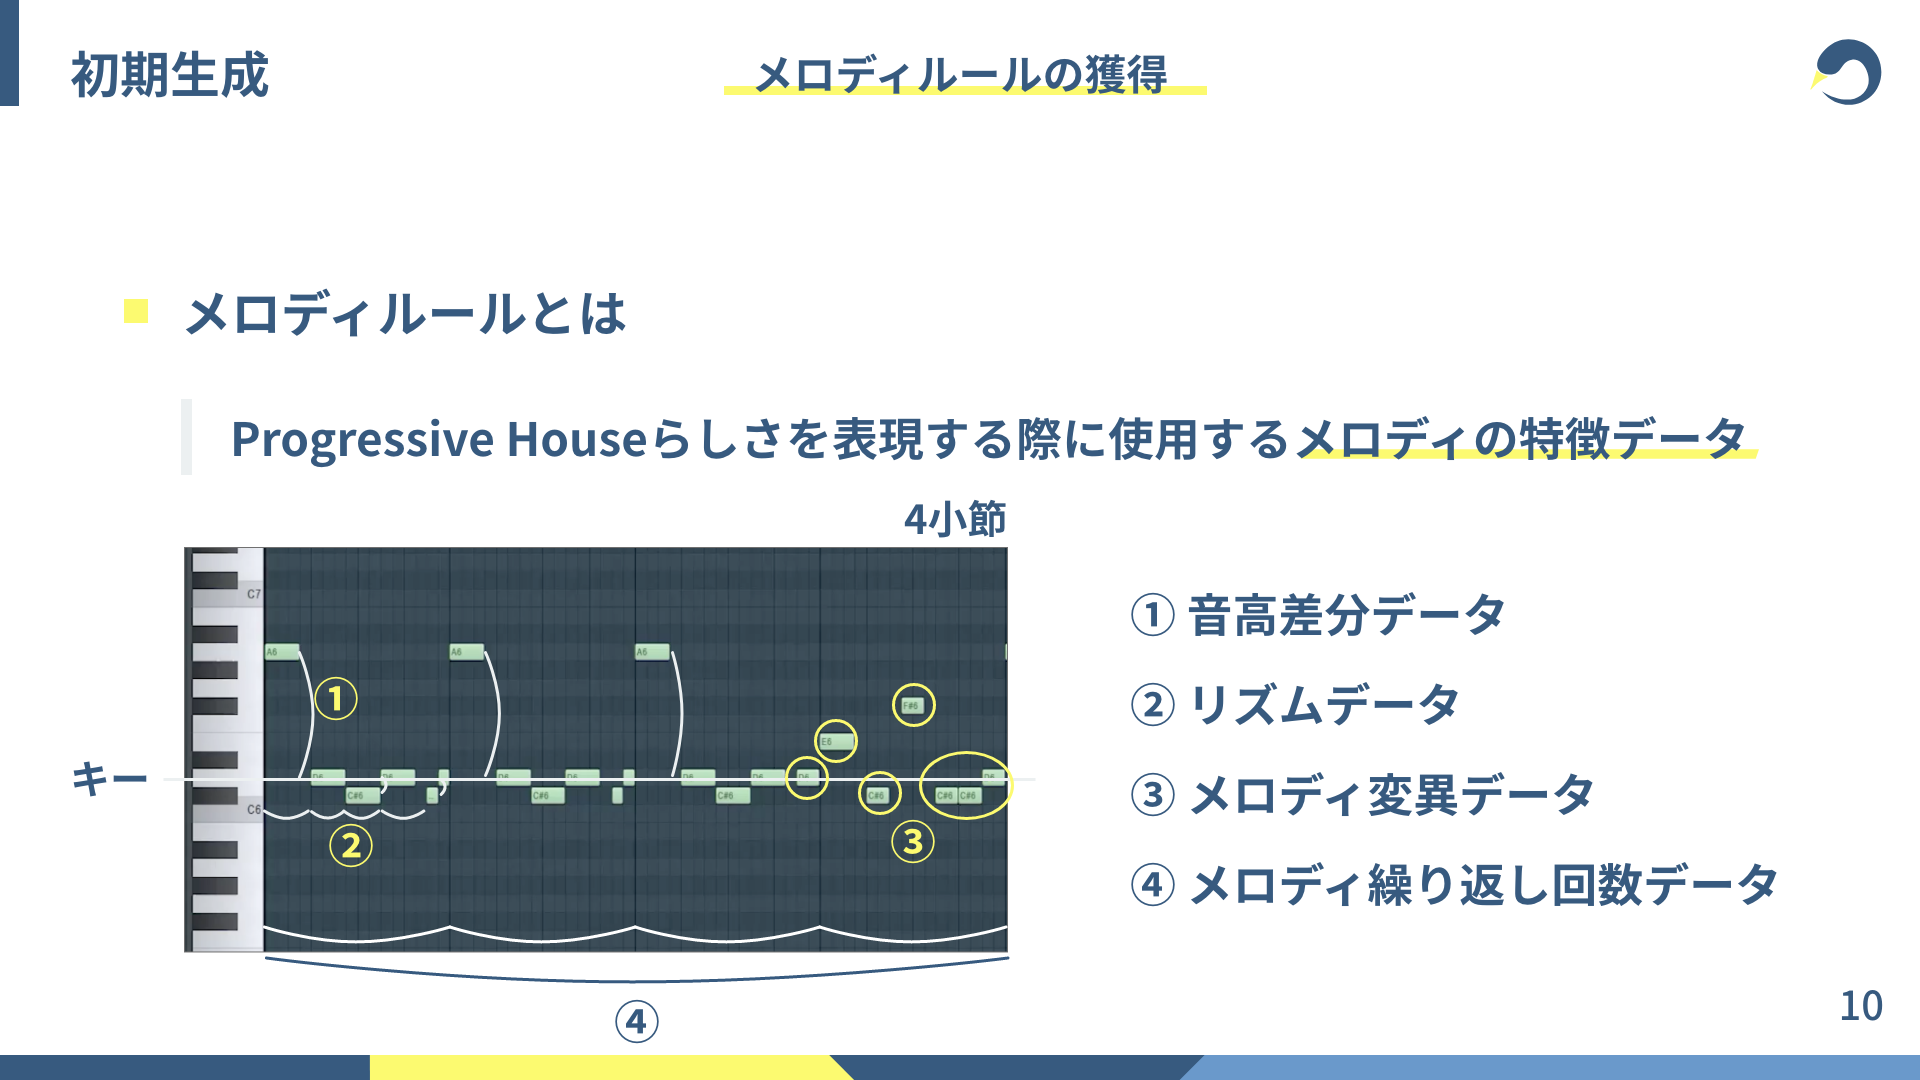 初期生成
メロディルールの獲得
メロディルールとは
Progressive Houseらしさを表現する際に使用するメロディの特徴データ
4小節
C7
A6 A6 A6
①
F#6
E6
キー
D6 D6 D6 D6 D6 D6 D6 D6
C#6 C#6 C#6 C#6 C#6 C#6
C6
② ③
④
① 音高差分データ
② リズムデータ
③ メロディ変異データ
④ メロディ繰り返し回数データ
10